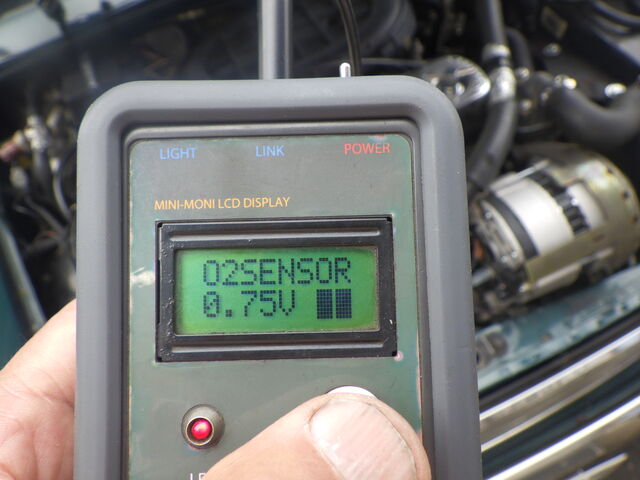 LIGHT LINK POWER
MINI-MONI LCD DISPLAY
O2SENSOR
0.75V